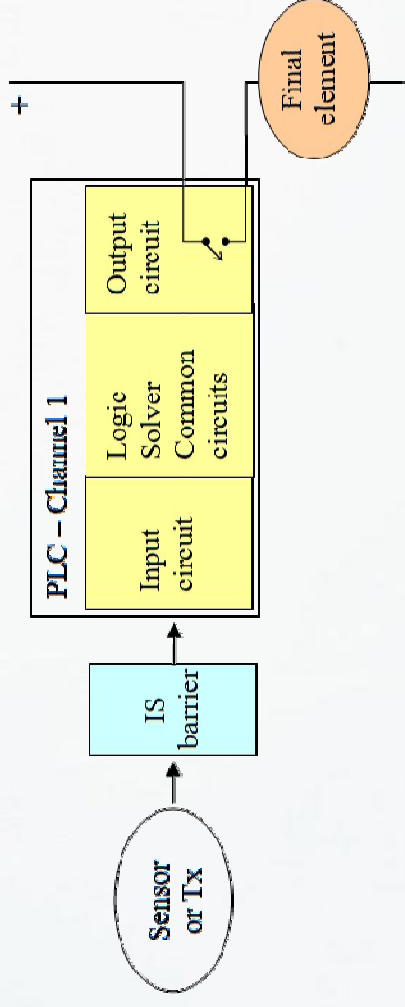 PLC – Channel 1
Sensor
or Tx
IS
barrier
Input
circuit
Logic
Solver
Common
circuits
Output
circuit
+
Final
element